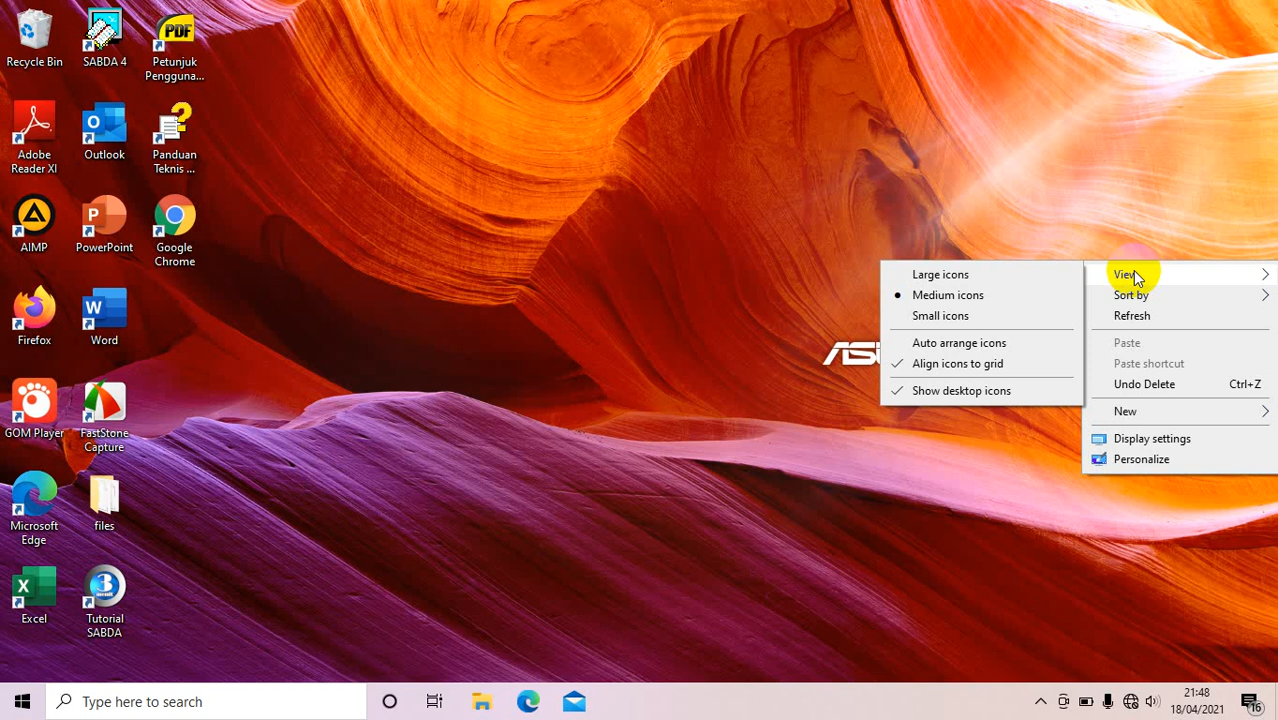 Recycle Bin
SABDA 4
PDF
Petunjuk
Pengguna...
Adobe
Reader XI
Outlook
Panduan
Teknis ...
AIMP
PowerPoint
Google
Chrome
Firefox
Word
GOM Player
FastStone
Capture
Microsoft
Edge
files
Excel
Tutorial
SABDA
Large icons
Medium icons
Small icons
Auto arrange icons
Align icons to grid
Show desktop icons
View
Sort by
Refresh
Paste
Paste shortcut
Undo Delete Ctrl+Z
New
Display settings
Personalize
Type here to search
21:48
18/04/2021
16